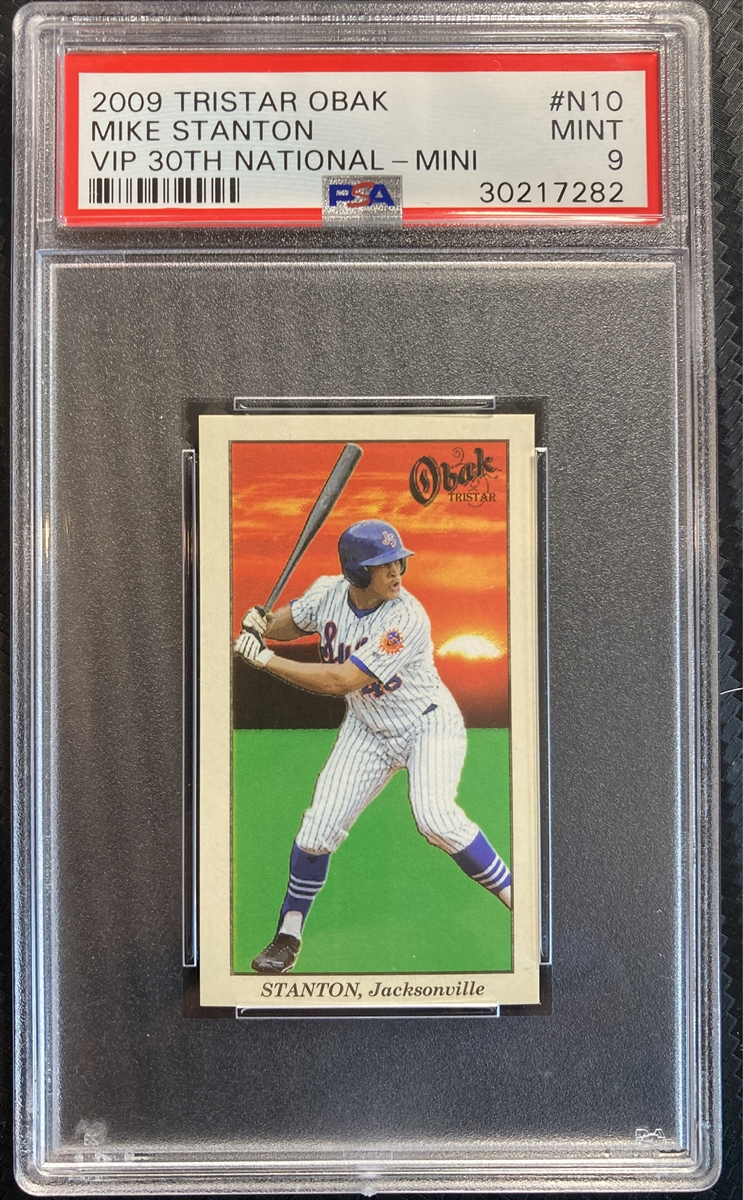 2009 TRISTAR OBAK #N10
MIKE STANTON MINT
VIP 30TH NATIONAL - MINI 9
PSA 30217282
Obak
TRISTAR
STANTON, Jacksonville